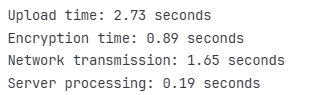 Upload time: 2.73 seconds
Encryption time: 0.89 seconds
Network transmission: 1.65 seconds
Server processing: 0.19 seconds